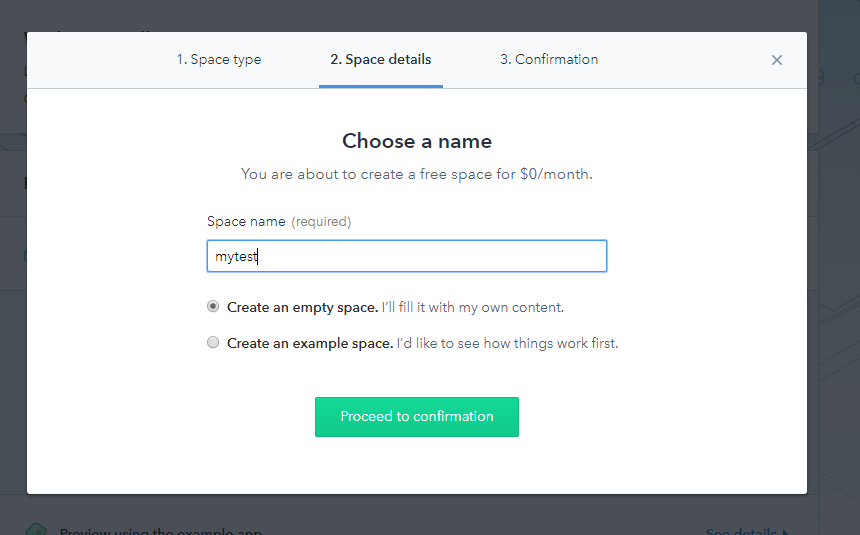 1. Space type
2. Space details
3. Confirmation
×
Choose a name
You are about to create a free space for $0/month.
Space name (required)
mytest
Create an empty space. I'll fill it with my own content.
Create an example space. I'd like to see how things work first.
Proceed to confirmation
Preview using the example app
See details